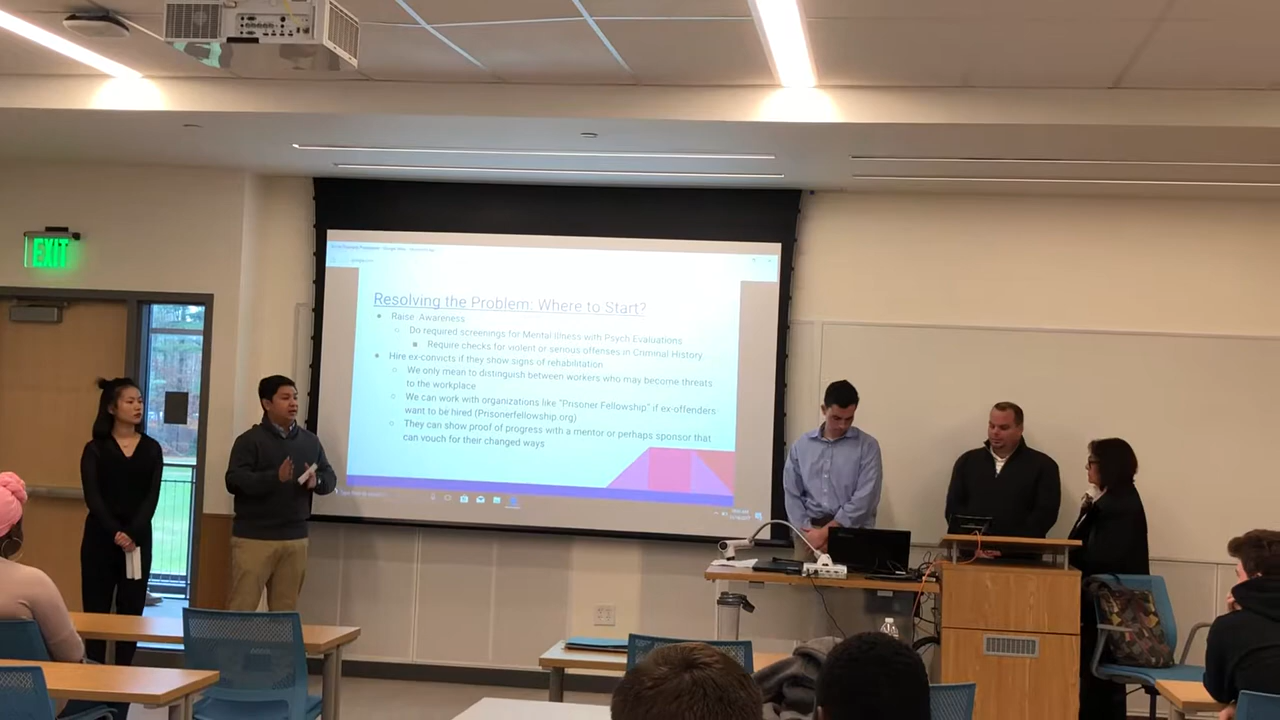 EXIT
Resolving the Problem: Where to Start?
Raise Awareness
Do required screenings for Mental Illness with Psych Evaluations
Require checks for violent or serious offenses in Criminal History
Hire ex-convicts if they show signs of rehabilitation
We only mean to distinguish between workers who may become threats
to the workplace
We can work with organizations like "Prisoner Fellowship" if ex-offenders
want to be hired (Prisonerfellowship.org)
They can show proof of progress with a mentor or perhaps sponsor that
can vouch for their changed ways